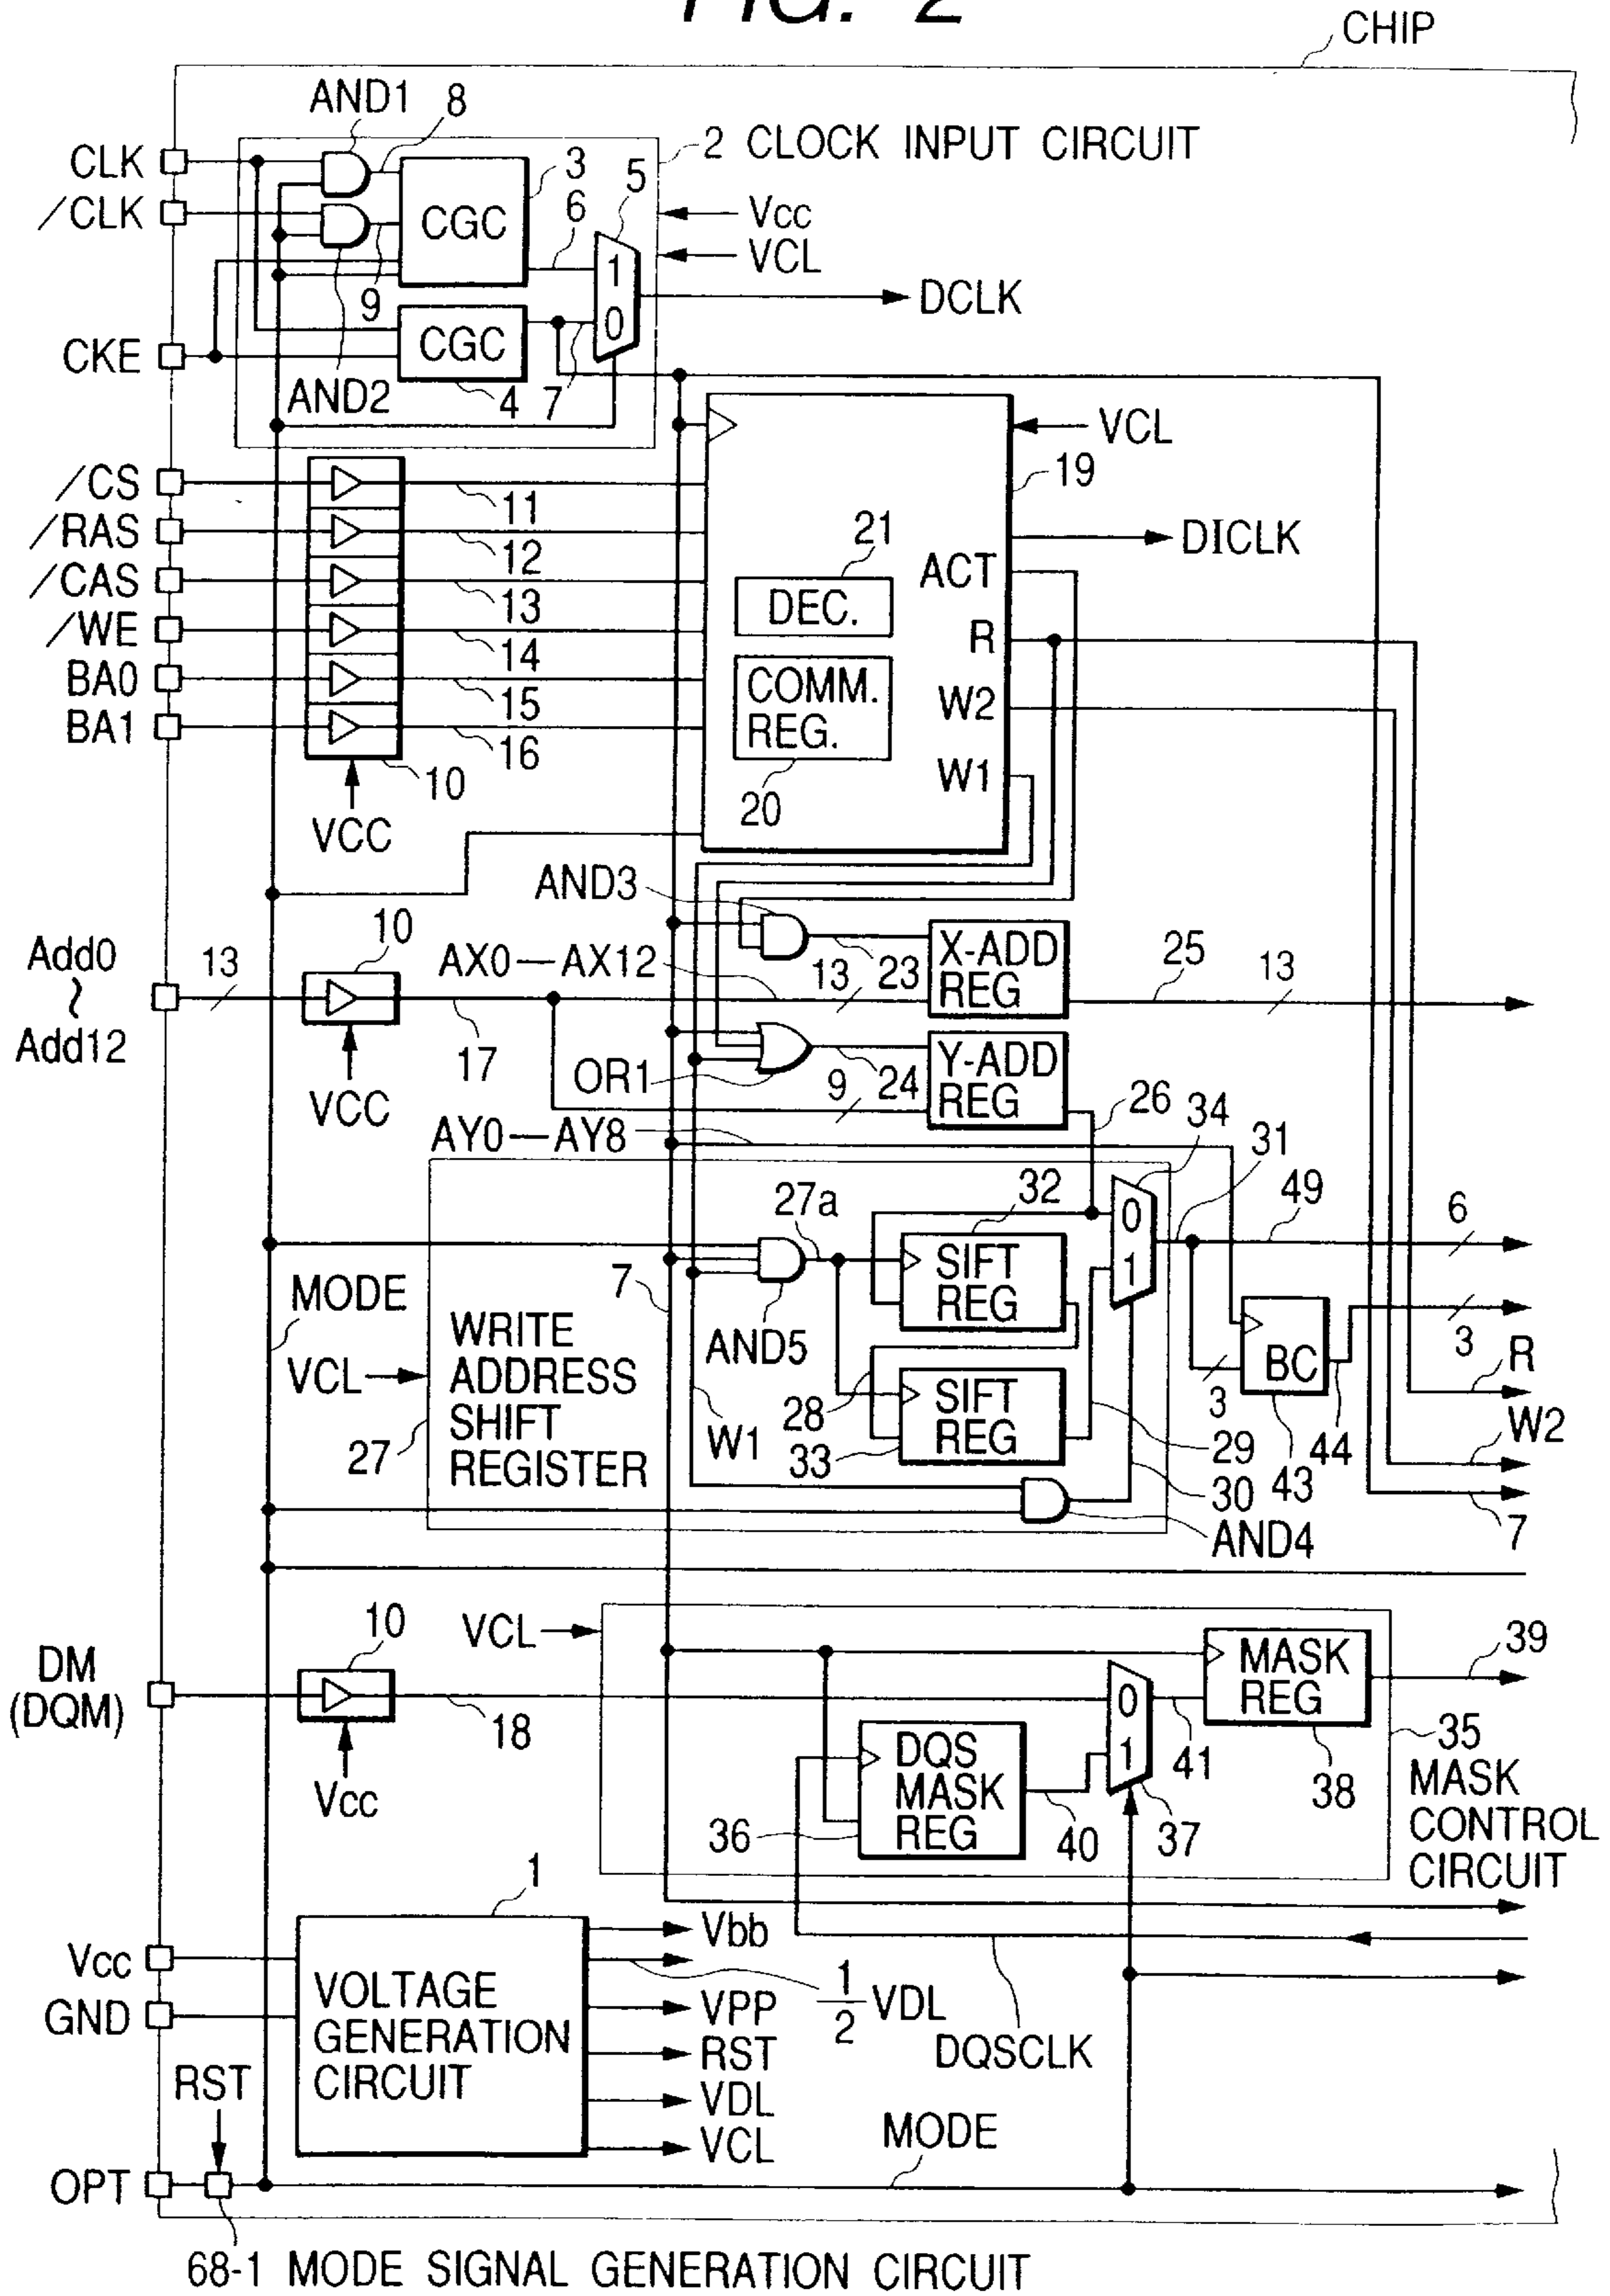 FIG. 2
CHIP
AND1
8
2 CLOCK INPUT CIRCUIT
CLK
/CLK
CKE
CGC
3
6
5
Vcc
VCL
1
0
DCLK
9
CGC
AND2
4
7
/CS
/RAS
/CAS
/WE
BA0
BA1
11
12
13
14
15
16
10
VCC
VCL
19
DICLK
21
DEC.
ACT
R
COMM.
REG.
W2
W1
20
AND3
Add0
~
Add12
13
10
VCC
17
AX0—AX12
13
23
X-ADD
REG
25
13
OR1
9
24
Y-ADD
REG
26
34
31
AY0—AY8
27a
32
49
6
0
1
SIFT
REG
MODE
7
AND5
WRITE
ADDRESS
SHIFT
REGISTER
VCL
27
W1
28
33
SIFT
REG
29
30
AND4
BC
3
43
44
3
R
W2
7
DM
(DQM)
10
Vcc
18
VCL
MASK
REG
39
0
1
41
38
35
MASK
CONTROL
CIRCUIT
DQS
MASK
REG
36
40
37
1
Vcc
GND
VOLTAGE
GENERATION
CIRCUIT
Vbb
1/2 VDL
VPP
RST
VDL
VCL
DQSCLK
RST
MODE
OPT
68-1 MODE SIGNAL GENERATION CIRCUIT